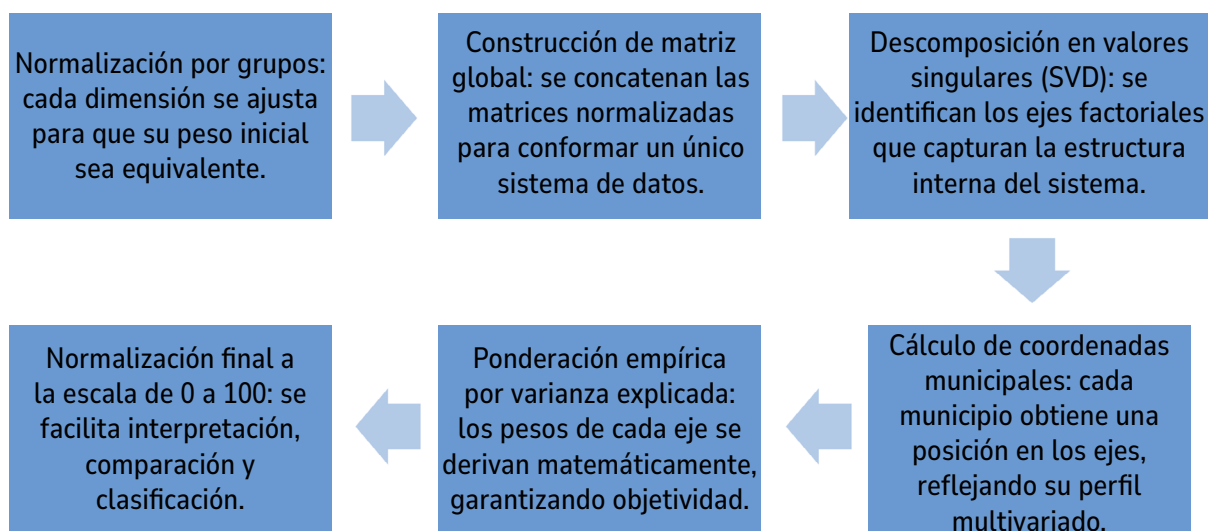 Normalización por grupos:
cada dimensión se ajusta
para que su peso inicial
sea equivalente.
Construcción de matriz
global: se concatenan las
matrices normalizadas
para conformar un único
sistema de datos.
Descomposición en valores
singulares (SVD): se
identifican los ejes factoriales
que capturan la estructura
interna del sistema.
Cálculo de coordenadas
municipales: cada
municipio obtiene una
posición en los ejes,
reflejando su perfil
multivariado.
Ponderación empírica
por varianza explicada:
los pesos de cada eje se
derivan matemáticamente,
garantizando objetividad.
Normalización final a
la escala de 0 a 100: se
facilita interpretación,
comparación y
clasificación.